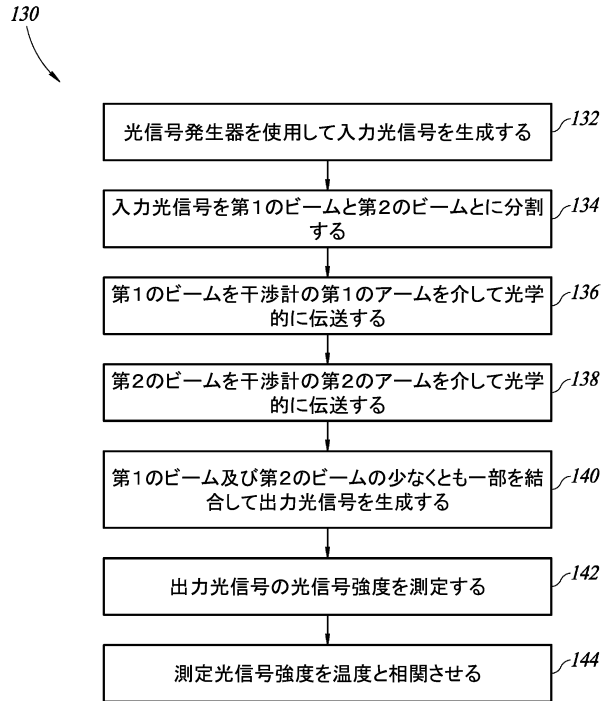 130
光信号発生器を使用して入力光信号を生成する
132
入力光信号を第1のビームと第2のビームとに分割
する
134
第1のビームを干渉計の第1のアームを介して光学
的に伝送する
136
第2のビームを干渉計の第2のアームを介して光学
的に伝送する
138
第1のビーム及び第2のビームの少なくとも一部を結
合して出力光信号を生成する
140
出力光信号の光信号強度を測定する
142
測定光信号強度を温度と相関させる
144